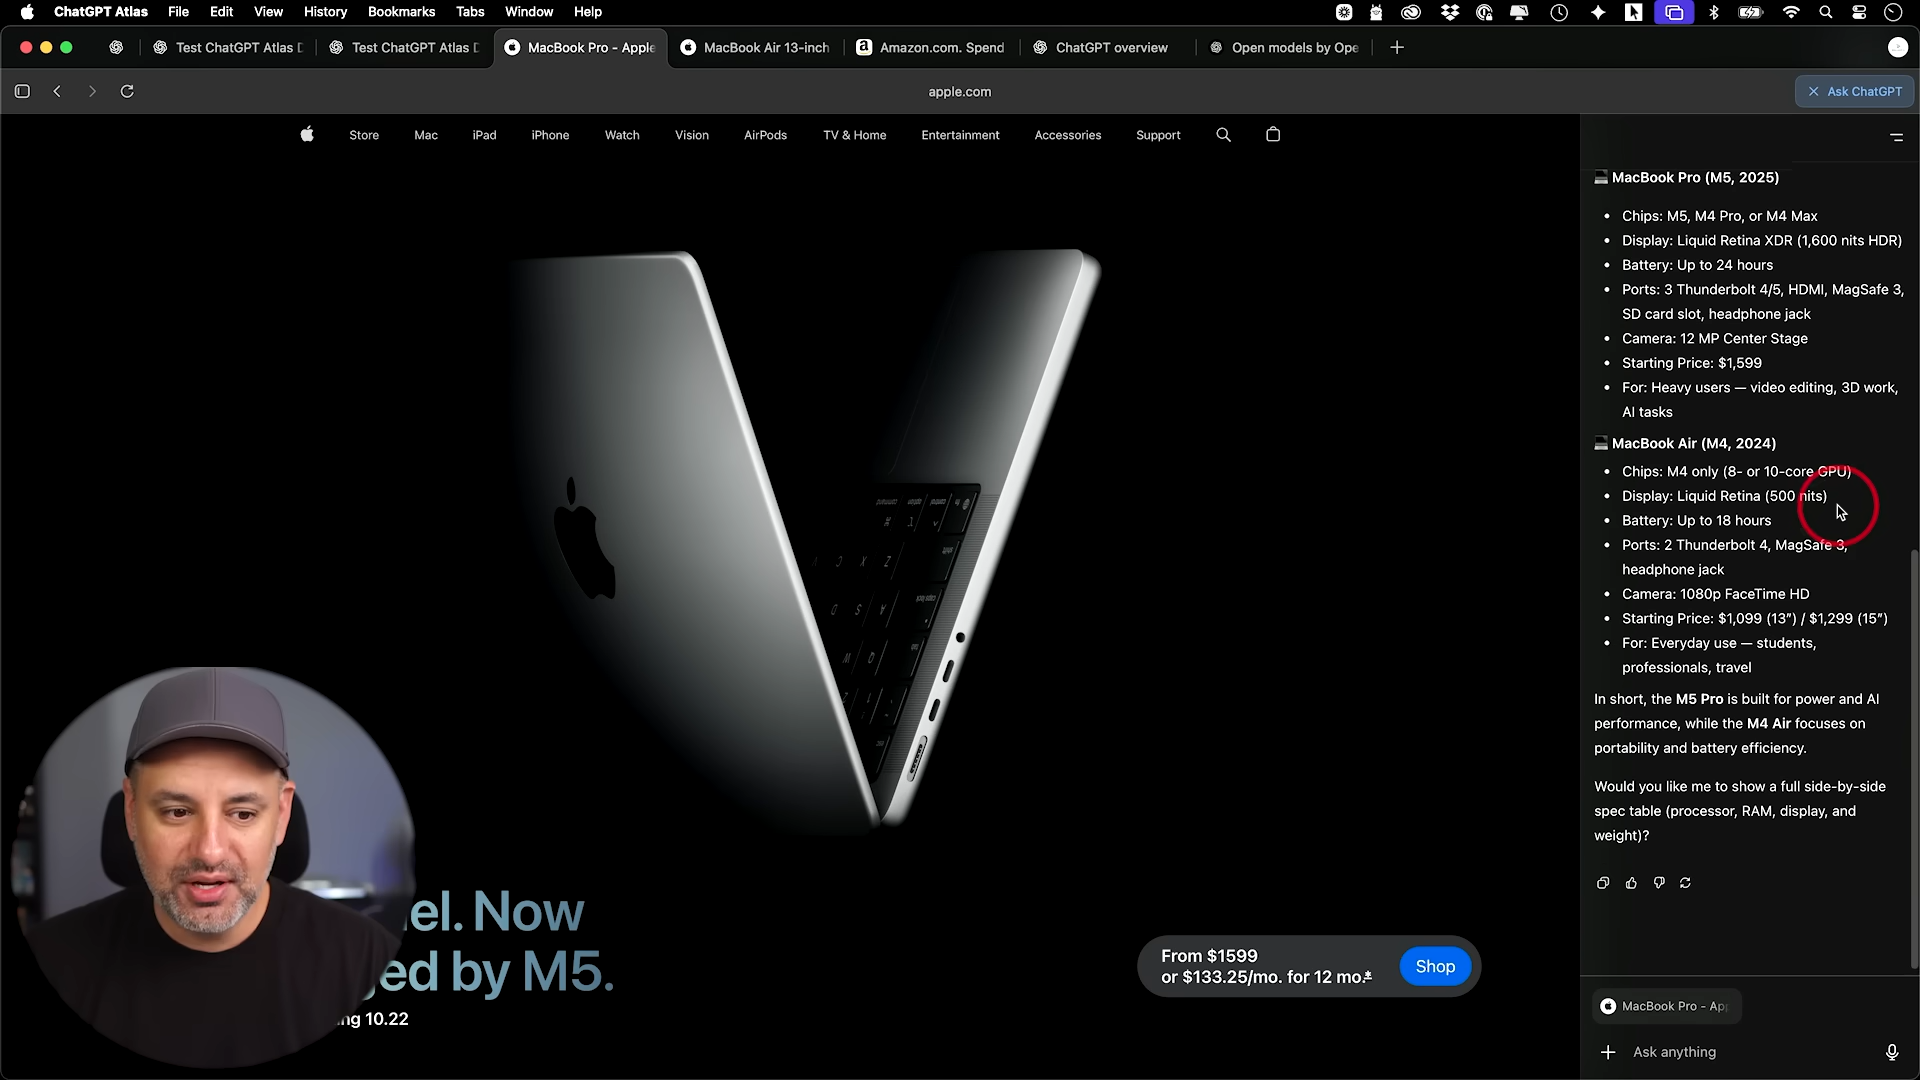 ChatGPT Atlas File Edit View History Bookmarks Tabs Window Help
Test ChatGPT Atlas Test ChatGPT Atlas MacBook Pro - Apple MacBook Air 13-inch Amazon.com. Spend ChatGPT overview Open models by Ope
apple.com
Ask ChatGPT
Store Mac iPad iPhone Watch Vision AirPods TV & Home Entertainment Accessories Support
MacBook Pro (M5, 2025)
• Chips: M5, M4 Pro, or M4 Max
• Display: Liquid Retina XDR (1,600 nits HDR)
• Battery: Up to 24 hours
• Ports: 3 Thunderbolt 4/5, HDMI, MagSafe 3,
SD card slot, headphone jack
• Camera: 12 MP Center Stage
• Starting Price: $1,599
• For: Heavy users — video editing, 3D work,
AI tasks
MacBook Air (M4, 2024)
• Chips: M4 only (8- or 10-core GPU)
• Display: Liquid Retina (500 nits)
• Battery: Up to 18 hours
• Ports: 2 Thunderbolt 4, MagSafe 3,
headphone jack
• Camera: 1080p FaceTime HD
• Starting Price: $1,099 (13″) / $1,299 (15″)
• For: Everyday use — students,
professionals, travel
In short, the M5 Pro is built for power and AI
performance, while the M4 Air focuses on
portability and battery efficiency.
Would you like me to show a full side-by-side
spec table (processor, RAM, display, and
weight)?
el. Now
ed by M5.
ng 10.22
From $1599
or $133.25/mo. for 12 mo.*
Shop
MacBook Pro - Ap
Ask anything